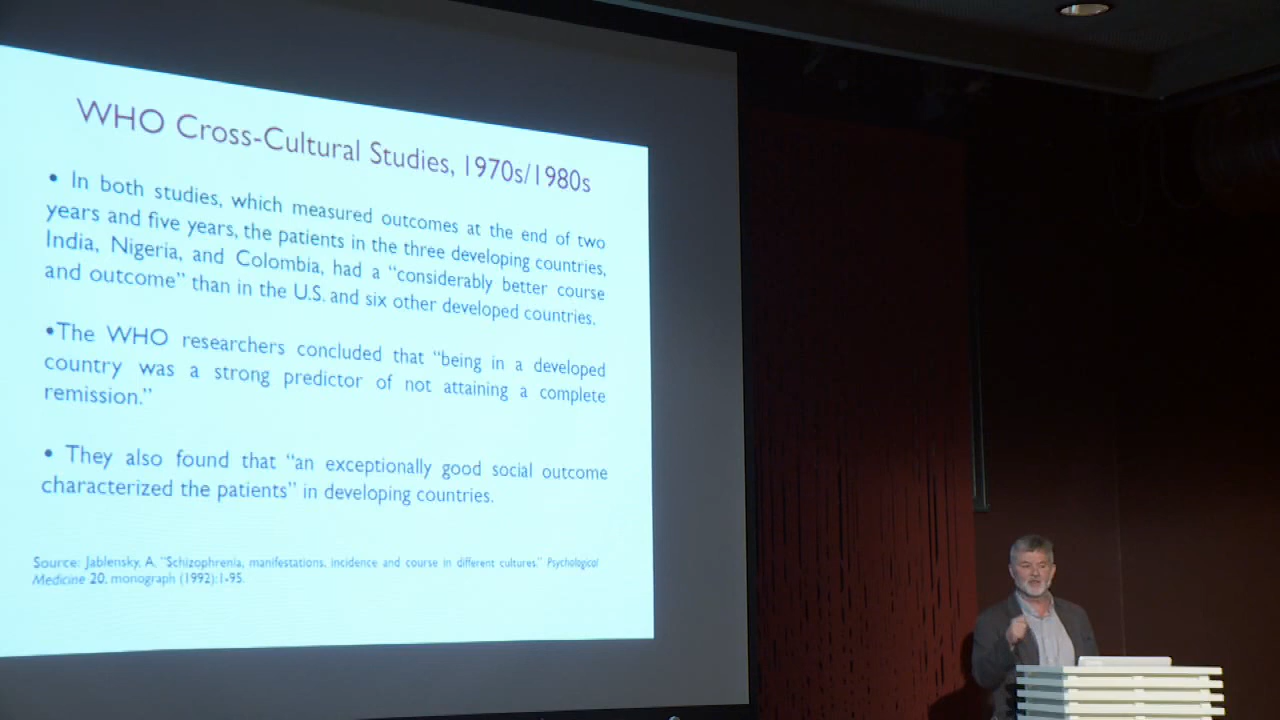 WHO Cross-Cultural Studies, 1970s/1980s
• In both studies, which measured outcomes at the end of two
years and five years, the patients in the three developing countries,
India, Nigeria, and Colombia, had a “considerably better course
and outcome” than in the U.S. and six other developed countries.
•The WHO researchers concluded that “being in a developed
country was a strong predictor of not attaining a complete
remission.”
• They also found that “an exceptionally good social outcome
characterized the patients” in developing countries.
Source: Jablensky, A. “Schizophrenia, manifestations, incidence and course in different cultures.” Psychological
Medicine 20, monograph (1992):1-95.